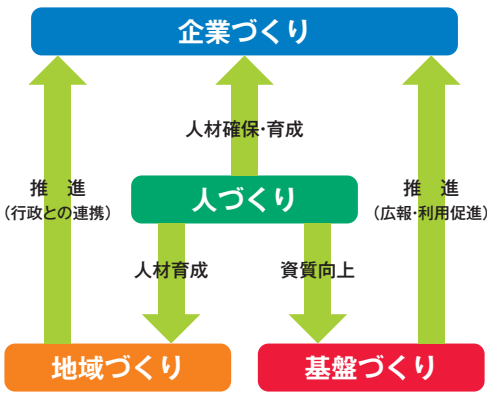 企業づくり
人材確保・育成
推　進
（行政との連携）
人づくり
推　進
（広報・利用促進）
人材育成
資質向上
地域づくり
基盤づくり